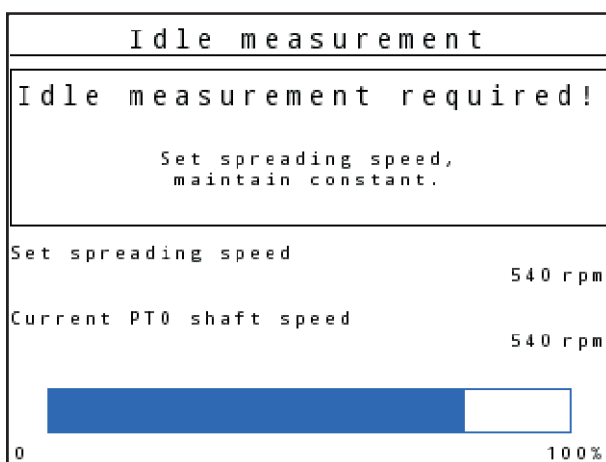 Idle measurement
Idle measurement required!
Set spreading speed,
maintain constant.
Set spreading speed
540 rpm
Current PTO shaft speed
540 rpm
0 100%